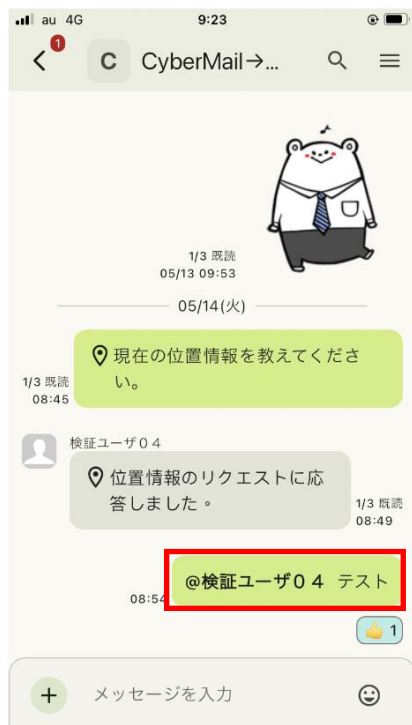 au 4G 9:23
1
C CyberMail→...
1/3 既読
05/13 09:53
05/14(火)
現在の位置情報を教えてくださ
い。
1/3 既読
08:45
検証ユーザ04
位置情報のリクエストに応
答しました。
1/3 既読
08:49
@検証ユーザ04 テスト
08:54
1
メッセージを入力